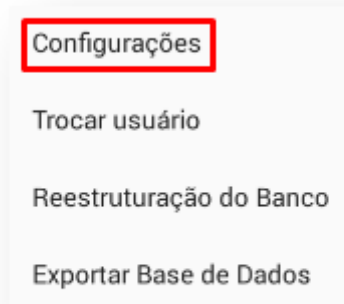 Configurações
Trocar usuário
Reestruturação do Banco
Exportar Base de Dados